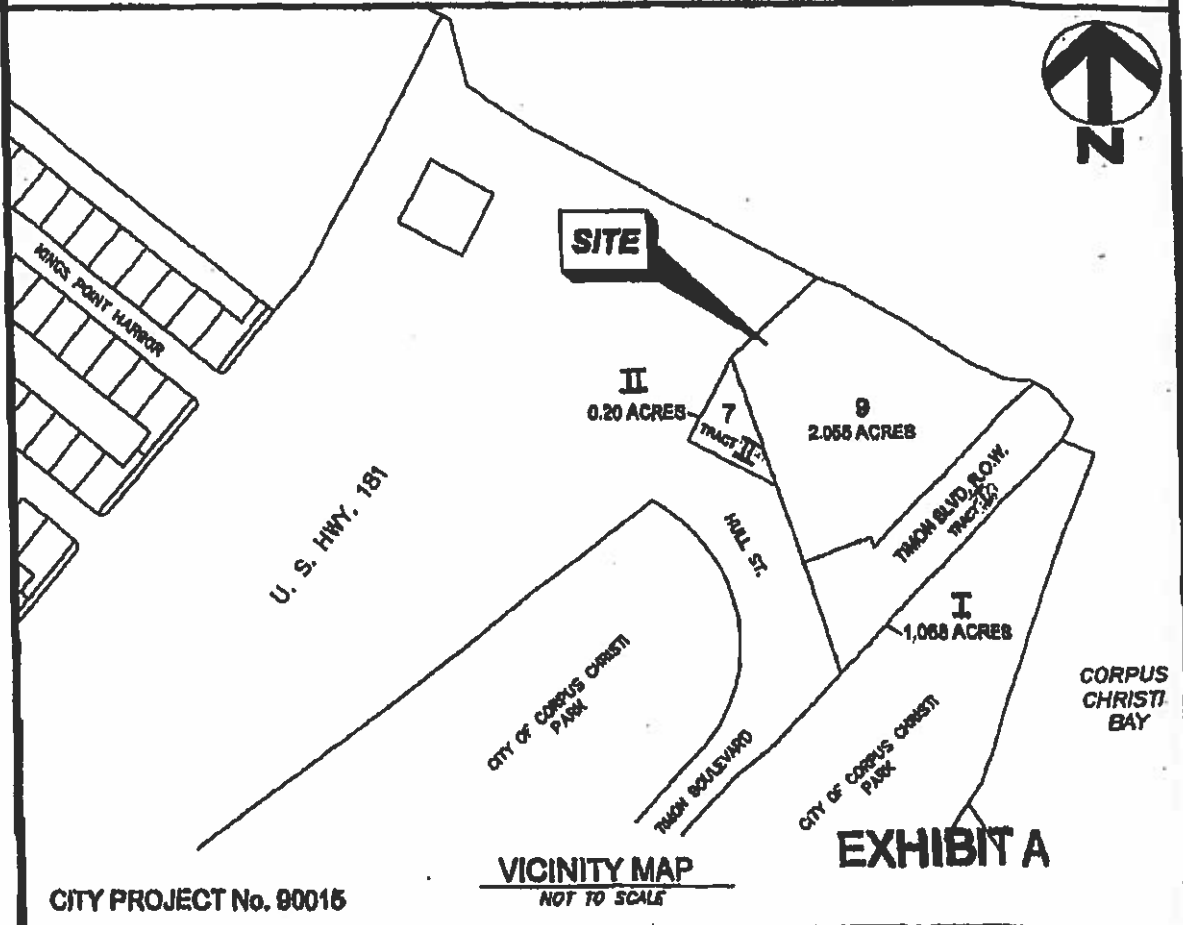 N
SITE
KINGS POINT HARBOR
II
0.20 ACRES
7
TRACT II
9
2.055 ACRES
TIMON BLVD. R.O.W.
TRACT
U. S. HWY. 181
HULL ST.
I
1,068 ACRES
CITY OF CORPUS CHRISTI
PARK
TIMON BOULEVARD
CITY OF CORPUS CHRISTI
PARK
CORPUS
CHRISTI
BAY
EXHIBIT A
VICINITY MAP
NOT TO SCALE
CITY PROJECT No. 90015